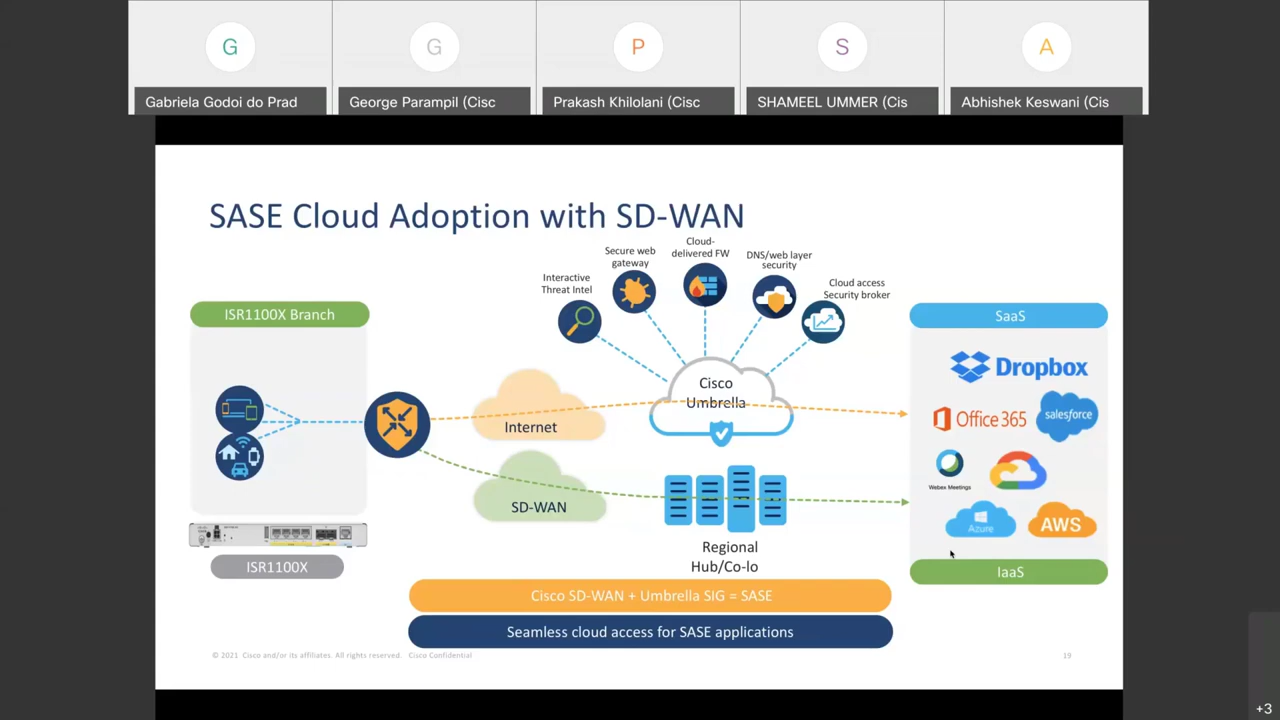 G
G
P
S
A
Gabriela Godoi do Prad
George Parampil (Cisc
Prakash Khilolani (Cisc
SHAMEEL UMMER (Cis
Abhishek Keswani (Cis
SASE Cloud Adoption with SD-WAN
Interactive
Threat Intel
Secure web
gateway
Cloud-
delivered FW
DNS/web layer
security
Cloud access
Security broker
ISR1100X Branch
ISR1100X
Internet
SD-WAN
Cisco
Umbrella
Regional
Hub/Co-lo
SaaS
Dropbox
Office 365
salesforce
Webex Meetings
Azure
AWS
IaaS
Cisco SD-WAN + Umbrella SIG = SASE
Seamless cloud access for SASE applications
© 2021 Cisco and/or its affiliates. All rights reserved. Cisco Confidential
19
+3